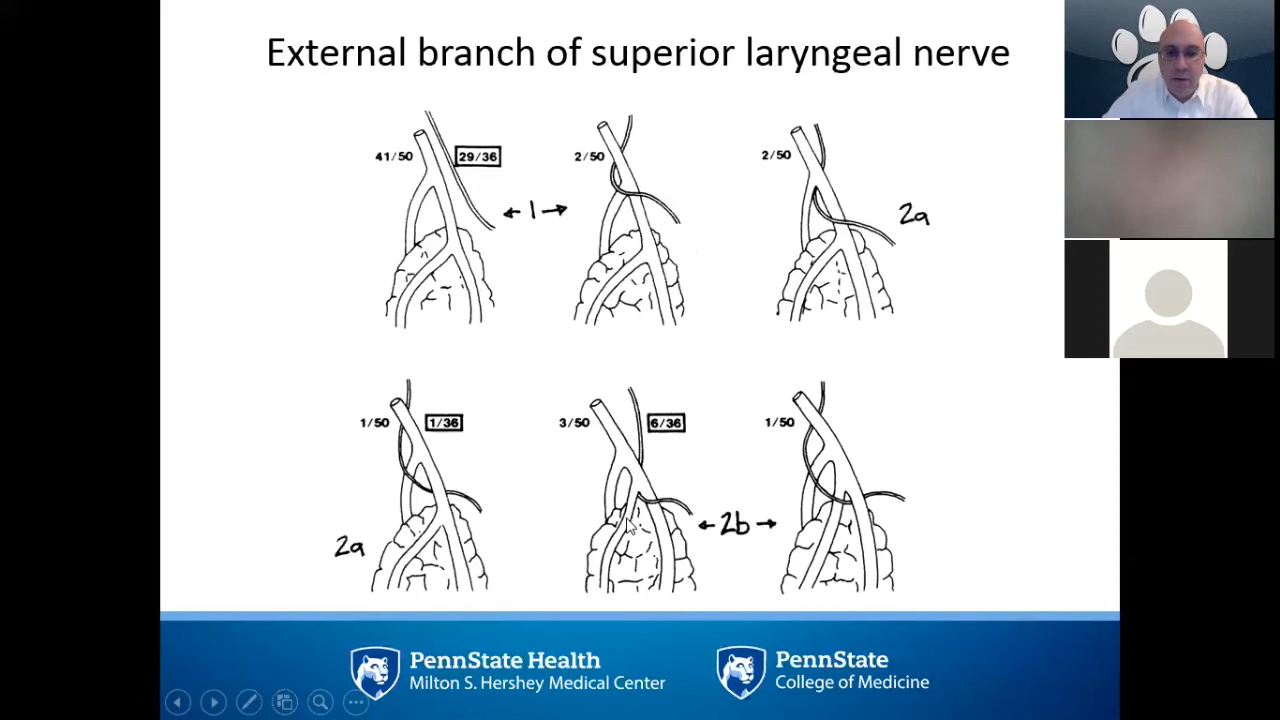 External branch of superior laryngeal nerve
41/50
29/36
2/50
2/50
← 1 →
2a
1/50
1/36
3/50
6/36
1/50
2a
← 2b →
PennState Health
Milton S. Hershey Medical Center
PennState
College of Medicine